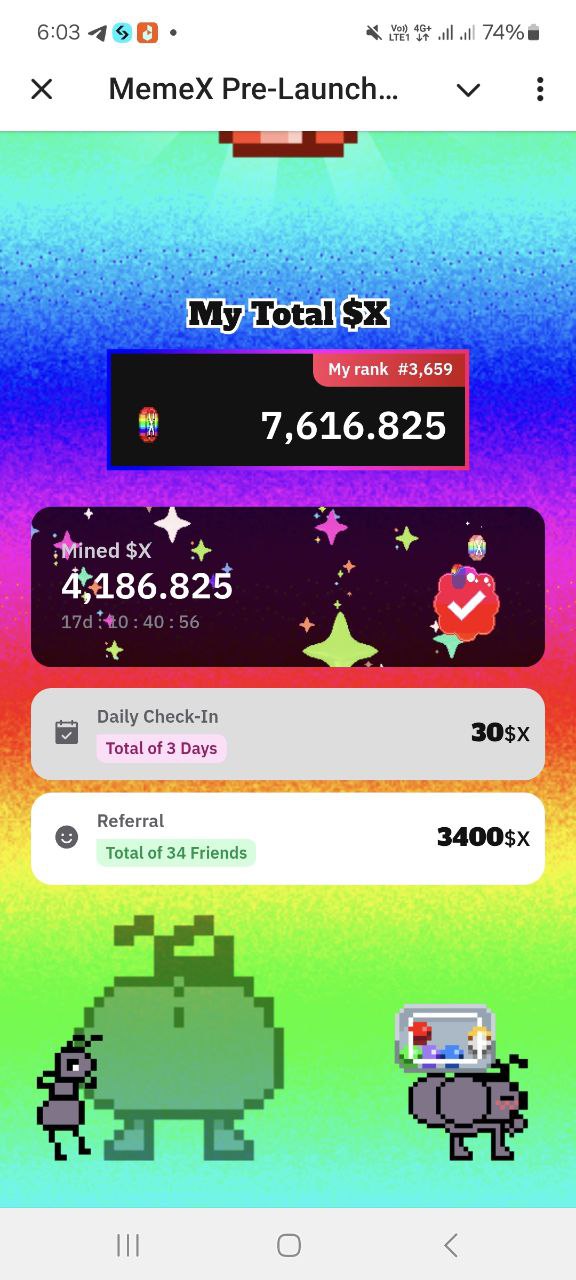 6:03
Vo)) 4G+ 74%
LTE1
MemeX Pre-Launch...
My Total $X
My rank #3,659
7,616.825
Mined $X
4,186.825
17d : 10 : 40 : 56
Daily Check-In
Total of 3 Days
30$X
Referral
Total of 34 Friends
3400$X